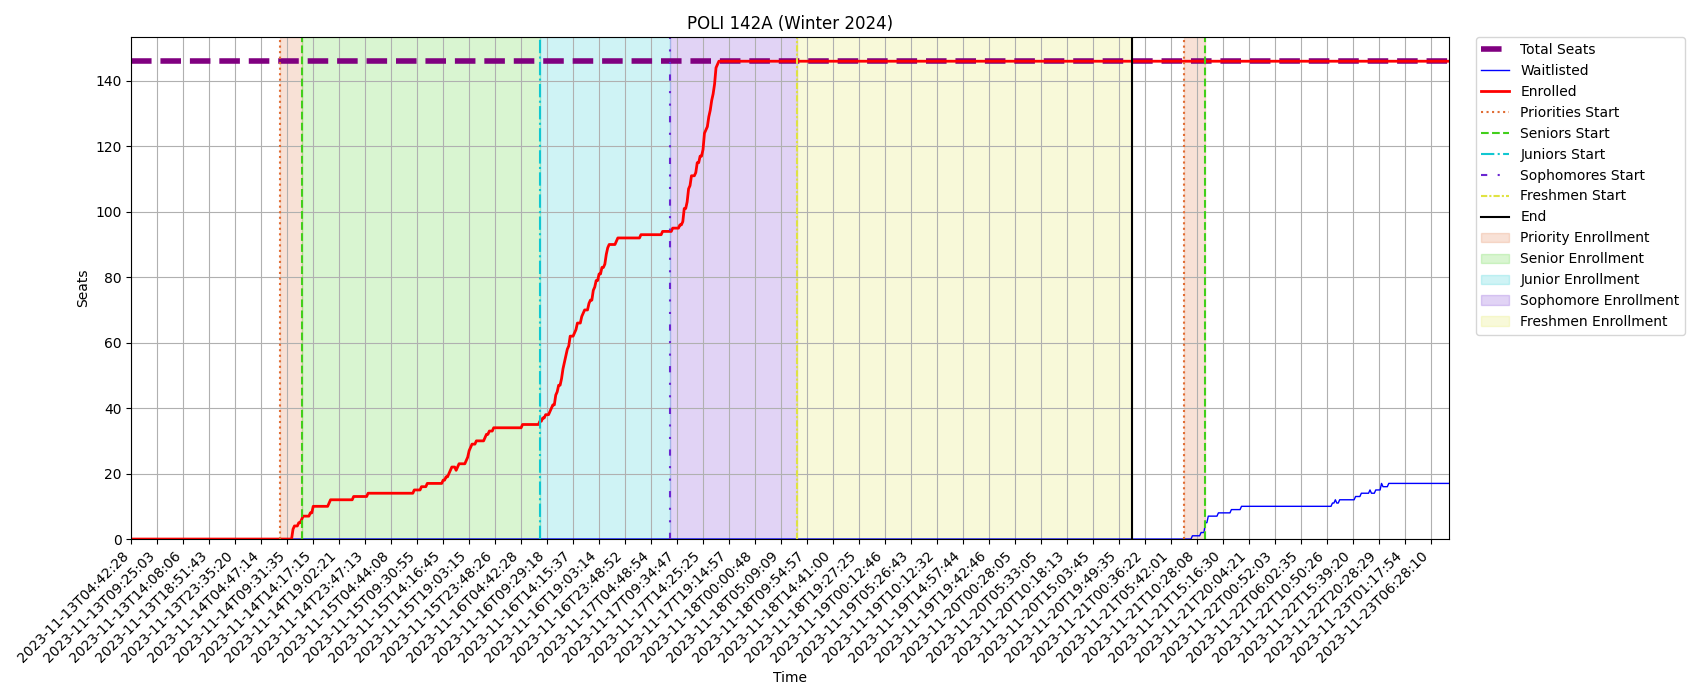 POLI 142A (Winter 2024)
Seats
140
120
100
80
60
40
20
0
2023-11-13T04:42:28
2023-11-13T09:25:03
2023-11-13T14:08:06
2023-11-13T18:51:43
2023-11-13T23:35:20
2023-11-14T04:47:14
2023-11-14T09:31:35
2023-11-14T14:17:15
2023-11-14T19:02:21
2023-11-14T23:47:13
2023-11-15T04:44:08
2023-11-15T09:30:55
2023-11-15T14:16:45
2023-11-15T19:03:15
2023-11-15T23:48:26
2023-11-16T04:42:28
2023-11-16T09:29:18
2023-11-16T14:15:37
2023-11-16T19:03:14
2023-11-16T23:48:52
2023-11-17T04:48:54
2023-11-17T09:34:47
2023-11-17T14:25:25
2023-11-17T19:14:57
2023-11-18T00:00:48
2023-11-18T05:09:09
2023-11-18T09:54:57
2023-11-18T14:41:00
2023-11-18T19:27:25
2023-11-19T00:12:46
2023-11-19T05:26:43
2023-11-19T10:12:32
2023-11-19T14:57:44
2023-11-19T19:42:46
2023-11-20T00:28:05
2023-11-20T05:33:05
2023-11-20T10:18:13
2023-11-20T15:03:45
2023-11-20T19:49:35
2023-11-21T00:36:22
2023-11-21T05:42:01
2023-11-21T10:28:08
2023-11-21T15:16:30
2023-11-21T20:04:21
2023-11-22T00:52:03
2023-11-22T06:02:35
2023-11-22T10:50:26
2023-11-22T15:39:20
2023-11-22T20:28:29
2023-11-23T01:17:54
2023-11-23T06:28:10
Time
Total Seats
Waitlisted
Enrolled
Priorities Start
Seniors Start
Juniors Start
Sophomores Start
Freshmen Start
End
Priority Enrollment
Senior Enrollment
Junior Enrollment
Sophomore Enrollment
Freshmen Enrollment